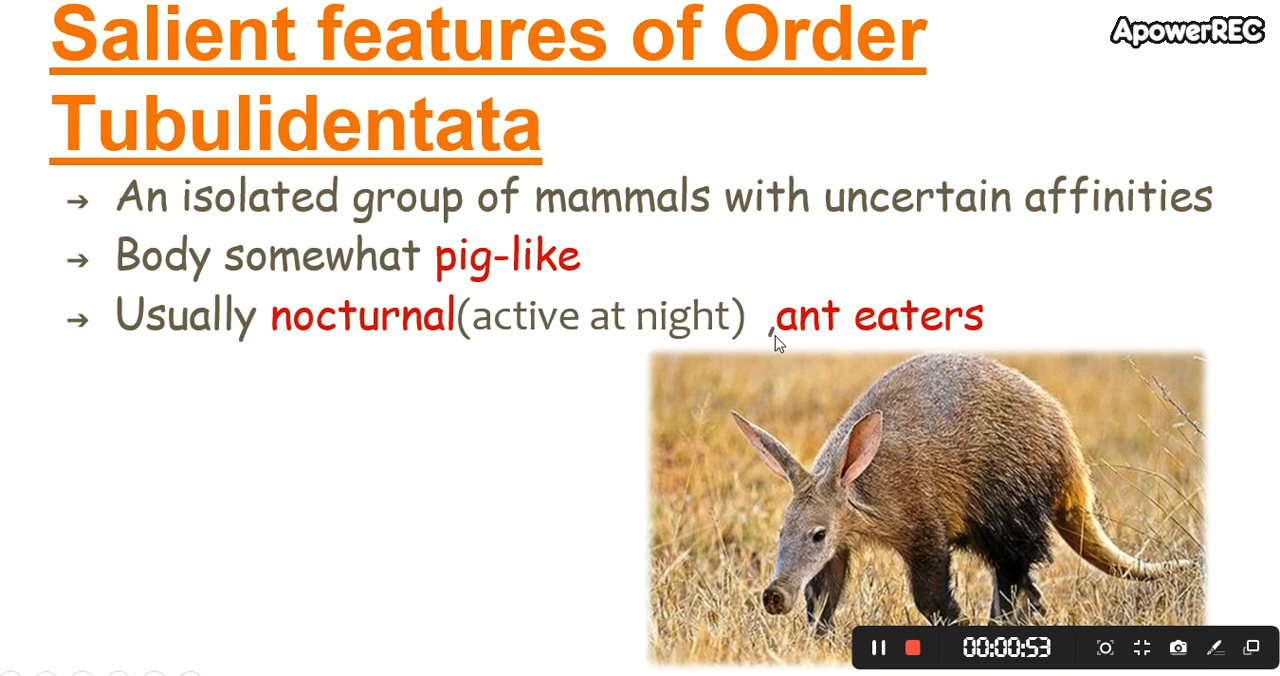 Salient features of Order
ApowerREC
Tubulidentata
➔ An isolated group of mammals with uncertain affinities
➔ Body somewhat pig-like
➔ Usually nocturnal(active at night) ,ant eaters
00:00:53